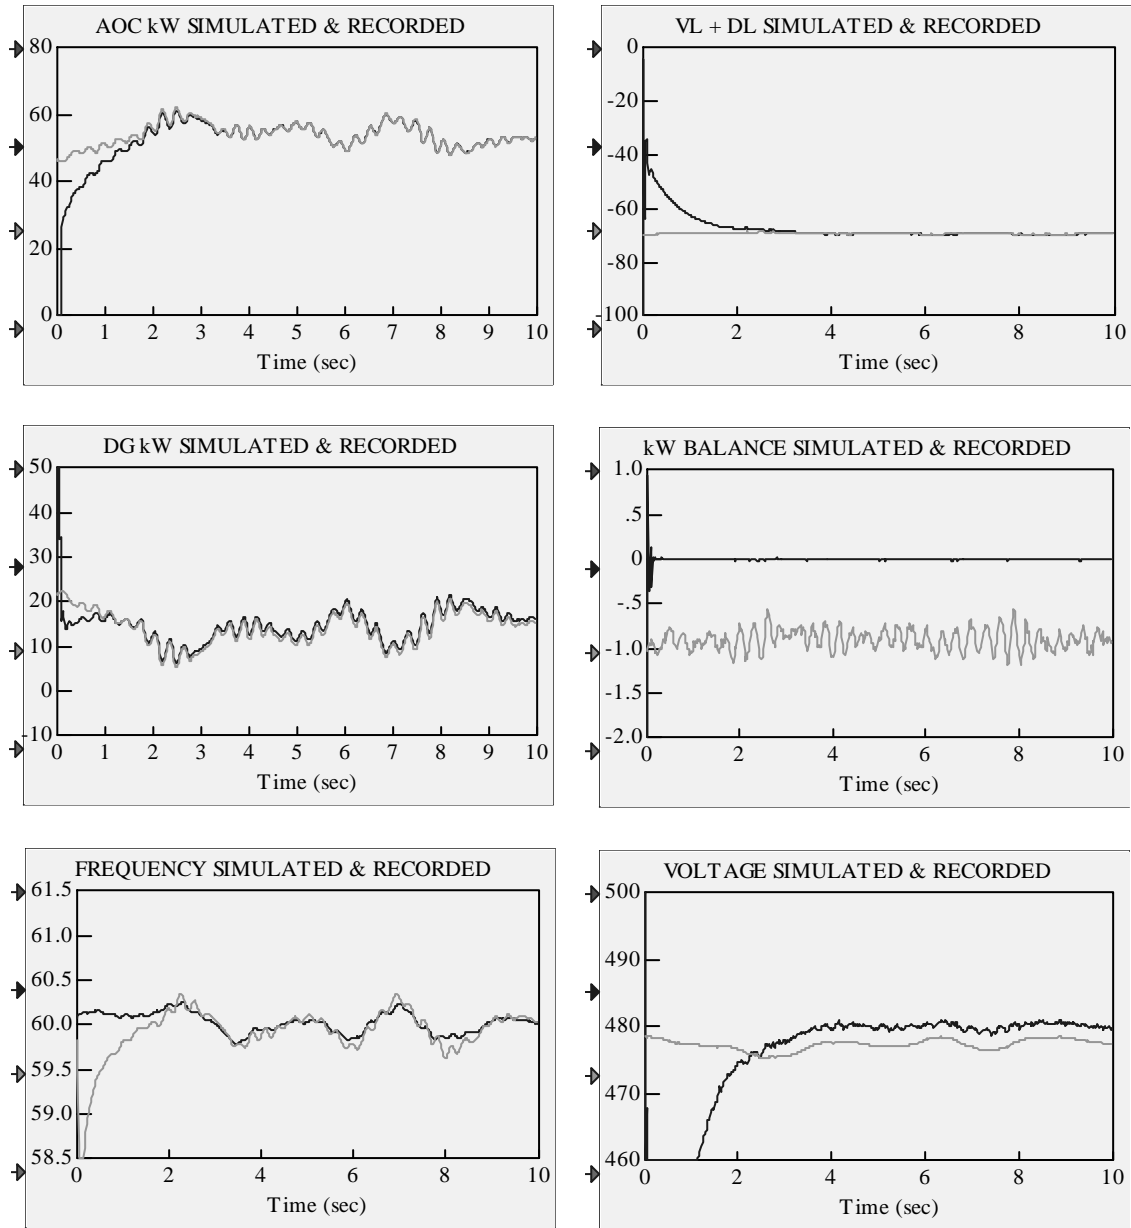 AOC kW SIMULATED & RECORDED
80
60
40
20
0
0 1 2 3 4 5 6 7 8 9 10
Time (sec)
VL + DL SIMULATED & RECORDED
0
-20
-40
-60
-80
-100
0 2 4 6 8 10
Time (sec)
DG kW SIMULATED & RECORDED
50
40
30
20
10
0
-10
0 1 2 3 4 5 6 7 8 9 10
Time (sec)
kW BALANCE SIMULATED & RECORDED
1.0
.5
0
-.5
-1.0
-1.5
-2.0
0 2 4 6 8 10
Time (sec)
FREQUENCY SIMULATED & RECORDED
61.5
61.0
60.5
60.0
59.5
59.0
58.5
0 2 4 6 8 10
Time (sec)
VOLTAGE SIMULATED & RECORDED
500
490
480
470
460
0 2 4 6 8 10
Time (sec)